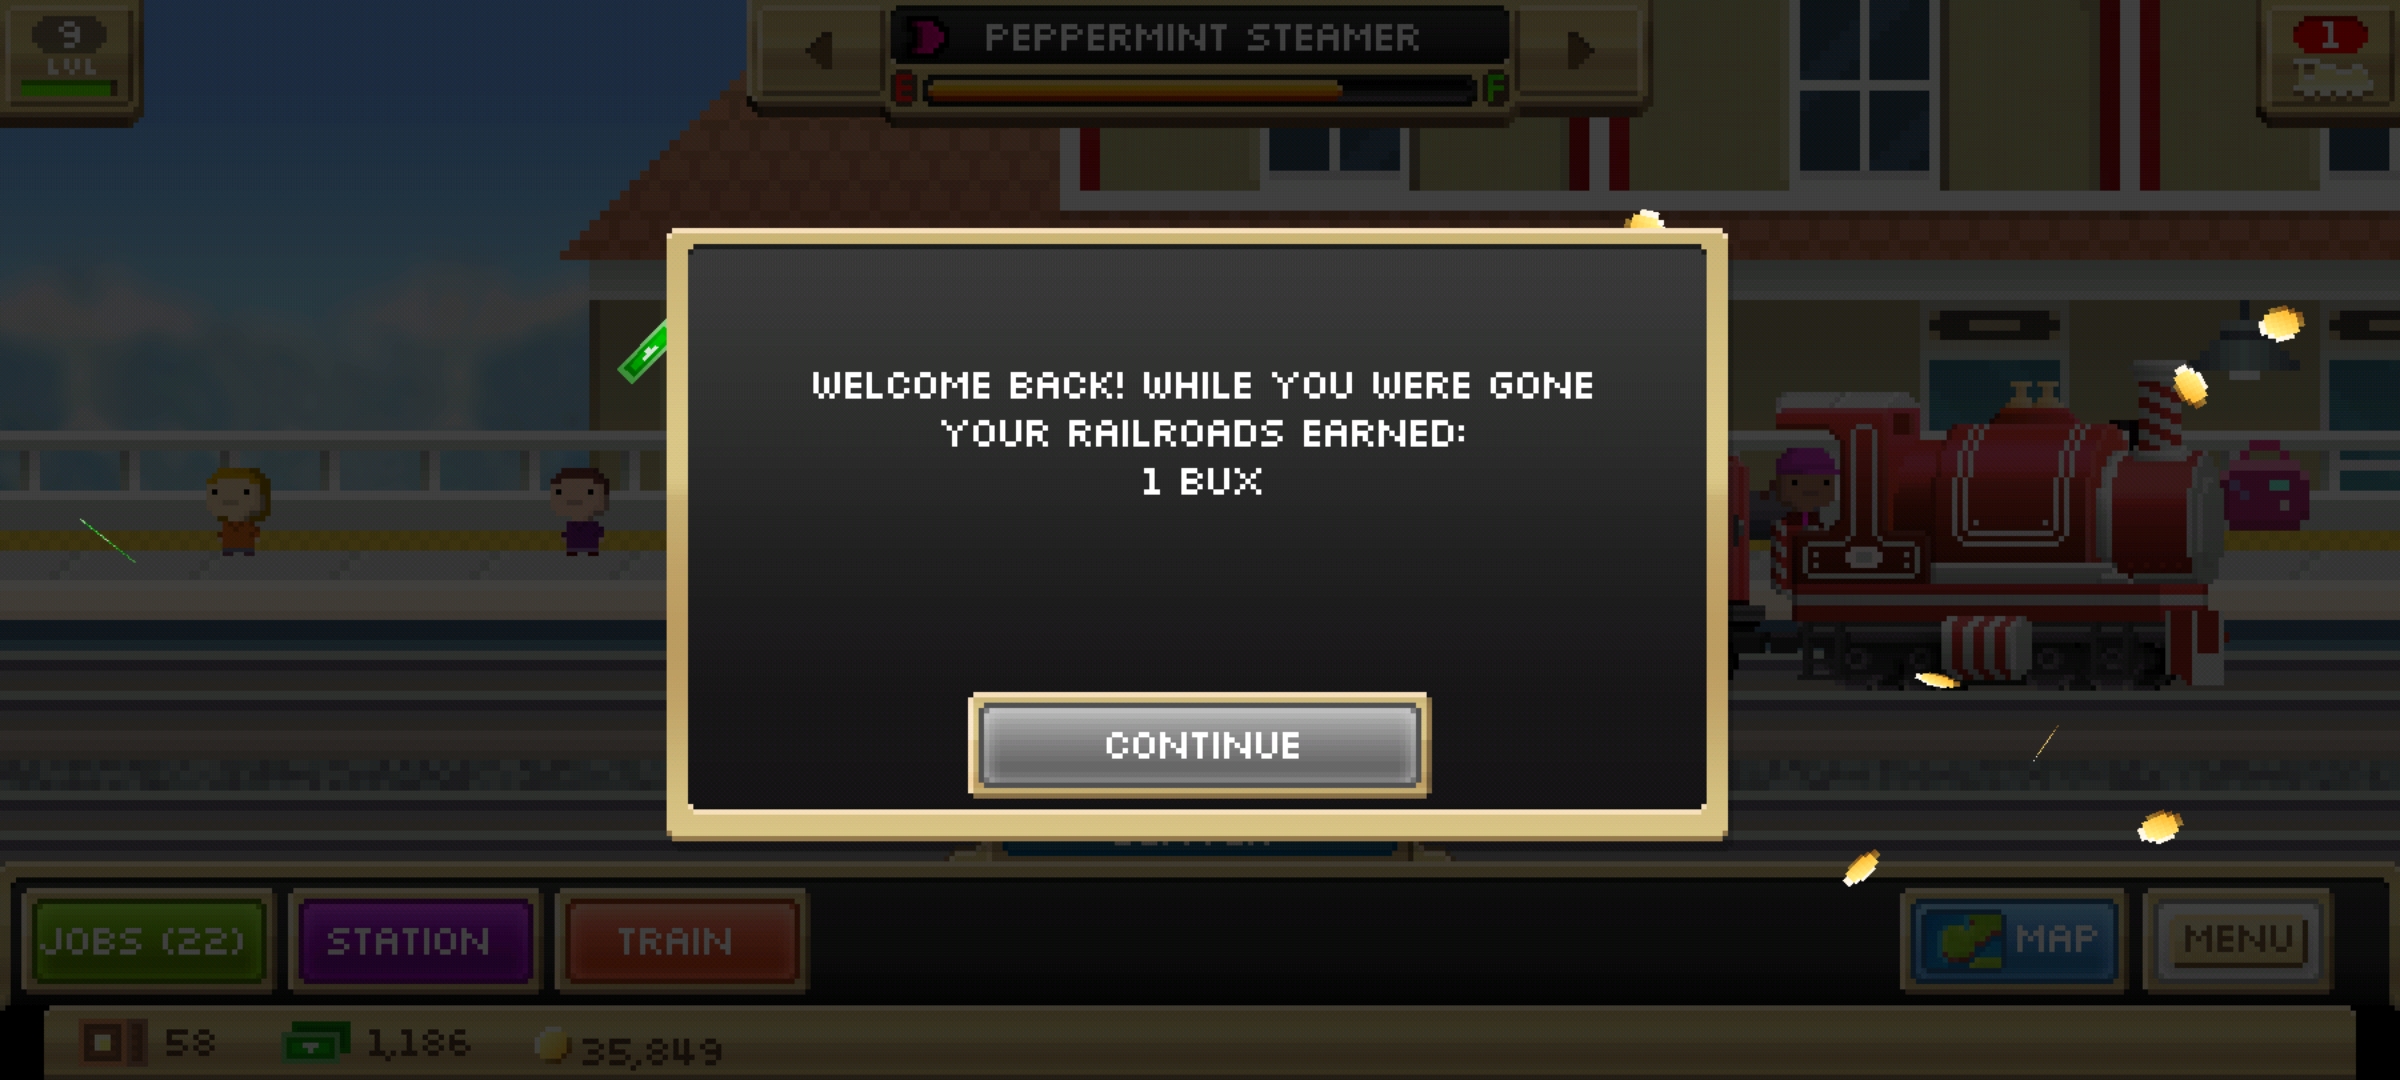 9
LVL
PEPPERMINT STEAMER
E F
1
WELCOME BACK! WHILE YOU WERE GONE
YOUR RAILROADS EARNED:
1 BUX
CONTINUE
JOBS (22)
STATION
TRAIN
MAP
MENU
58
1,186
35,849